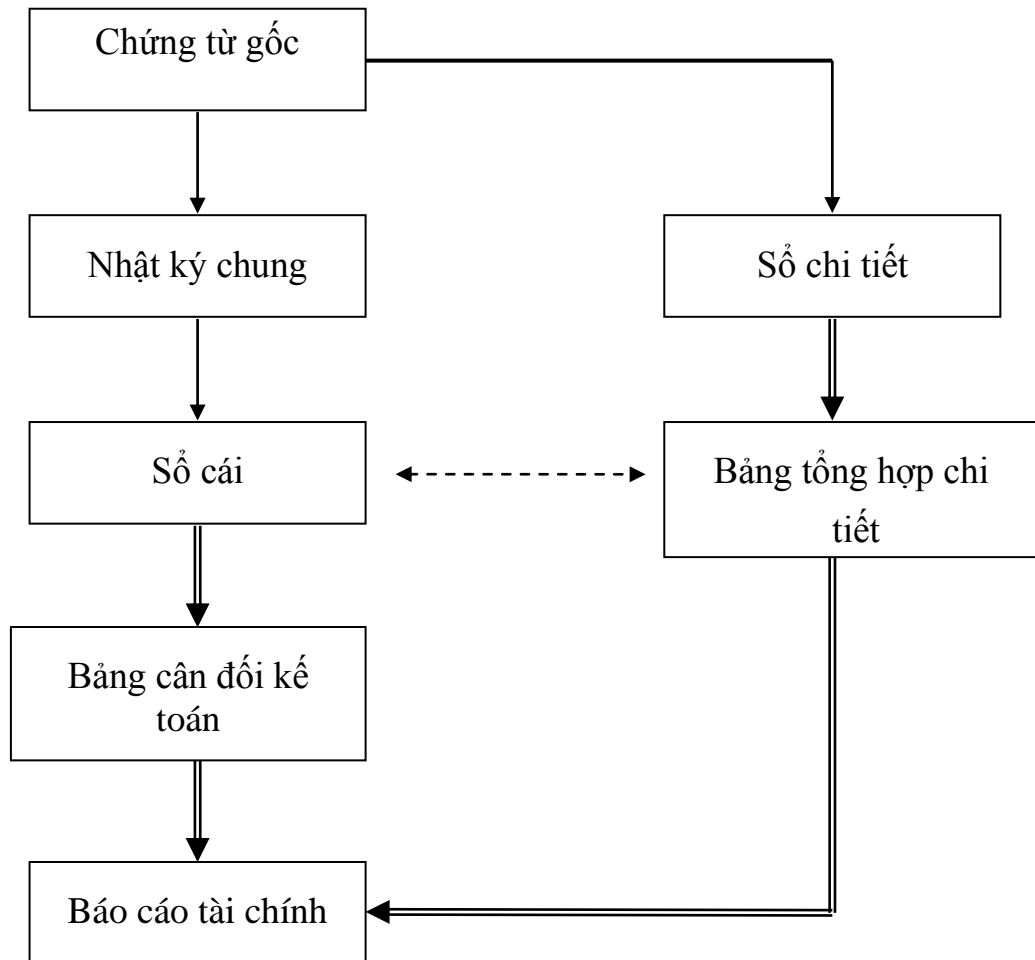 Chứng từ gốc
Nhật ký chung
Sổ chi tiết
Sổ cái
Bảng tổng hợp chi
tiết
Bảng cân đối kế
toán
Báo cáo tài chính